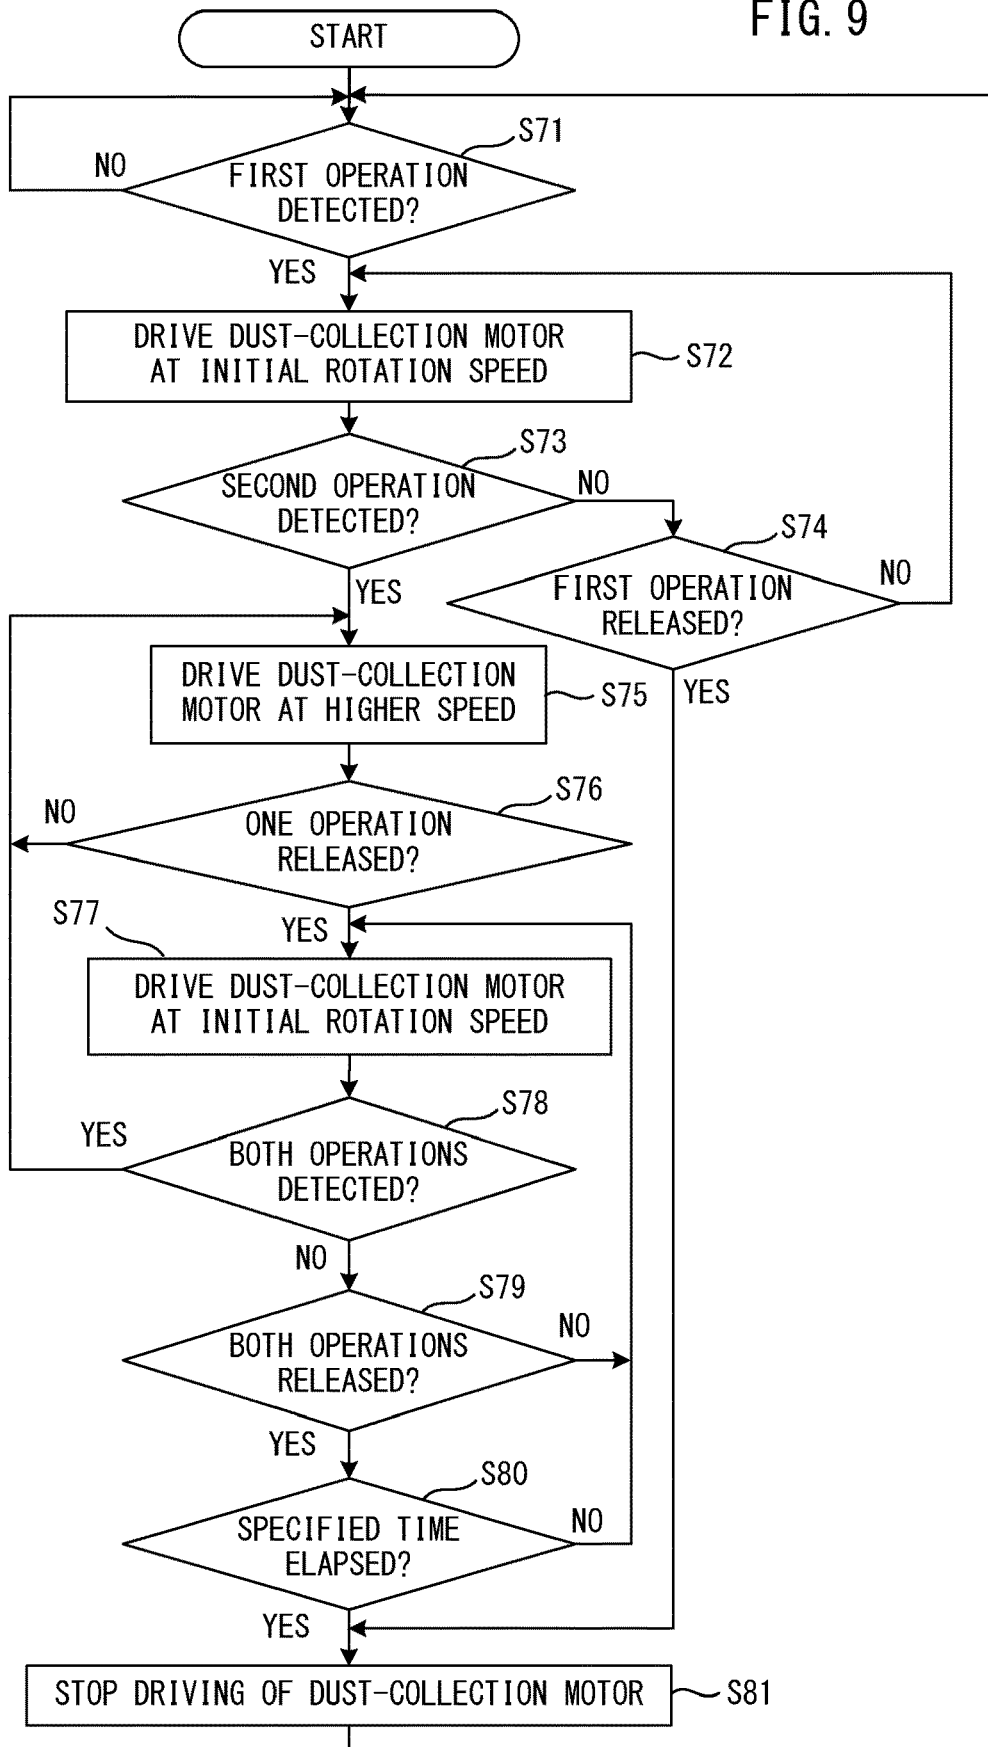 FIG. 9
START
S71
NO
FIRST OPERATION
DETECTED?
YES
DRIVE DUST-COLLECTION MOTOR
AT INITIAL ROTATION SPEED
S72
S73
SECOND OPERATION
DETECTED?
NO
S74
YES
FIRST OPERATION
RELEASED?
NO
DRIVE DUST-COLLECTION
MOTOR AT HIGHER SPEED
S75
YES
S76
NO
ONE OPERATION
RELEASED?
S77
YES
DRIVE DUST-COLLECTION MOTOR
AT INITIAL ROTATION SPEED
S78
YES
BOTH OPERATIONS
DETECTED?
NO
S79
BOTH OPERATIONS
RELEASED?
NO
YES
S80
SPECIFIED TIME
ELAPSED?
NO
YES
STOP DRIVING OF DUST-COLLECTION MOTOR
S81